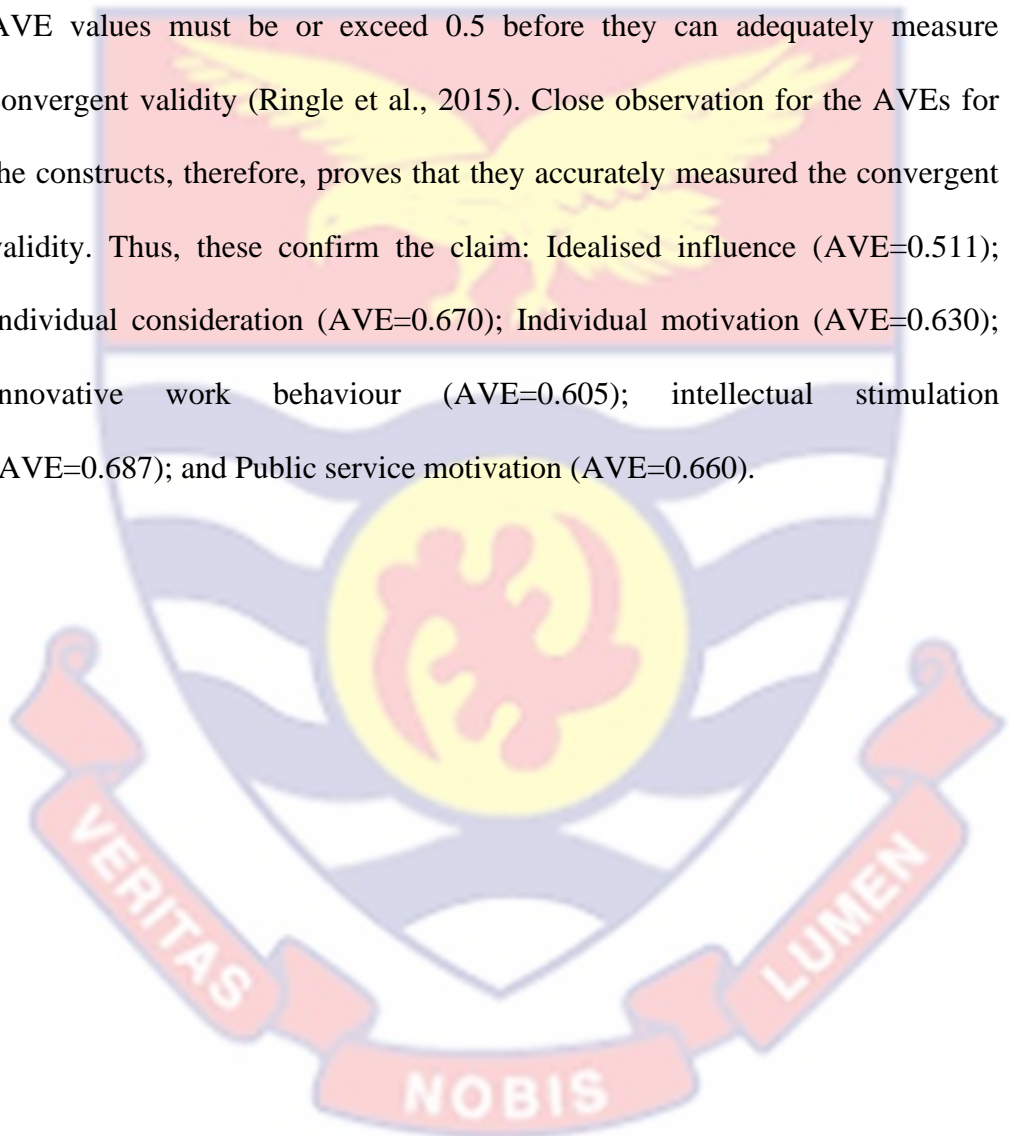 AVE values must be or exceed 0.5 before they can adequately measure
convergent validity (Ringle et al., 2015). Close observation for the AVEs for
the constructs, therefore, proves that they accurately measured the convergent
validity. Thus, these confirm the claim: Idealised influence (AVE=0.511);
individual consideration (AVE=0.670); Individual motivation (AVE=0.630);
innovative work behaviour (AVE=0.605); intellectual stimulation
(AVE=0.687); and Public service motivation (AVE=0.660).
VERITAS
NOBIS
LUMEN